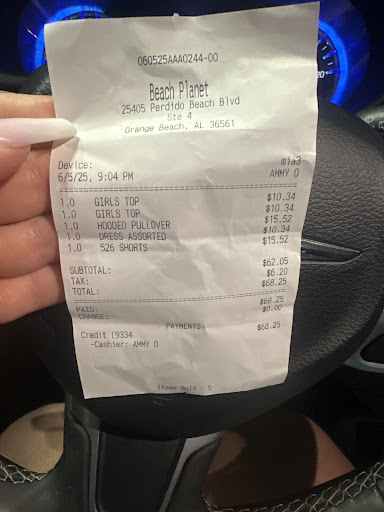 060525AAA0244-00
Beach Planet
25405 Perdido Beach Blvd
Ste 4
Orange Beach, AL 36561
Device: mia3
6/5/25, 9:04 PM AMMY O
1.0 GIRLS TOP $10.34
1.0 GIRLS TOP $10.34
1.0 HOODED PULLOVER $15.52
1.0 DRESS ASSORTED $10.34
1.0 526 SHORTS $15.52
SUBTOTAL: $62.05
TAX: $6.20
TOTAL: $68.25
PAID: $68.25
CHANGE: $0.00
PAYMENTS
Credit (9334 $68.25
-Cashier: AMMY O
Items Sold - 5